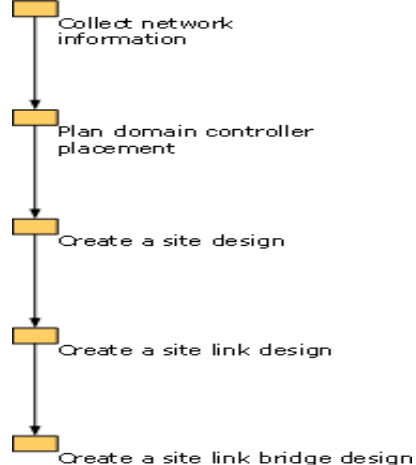 Collect network
information
Plan domain controller
placement
Create a site design
Create a site link design
Create a site link bridge design